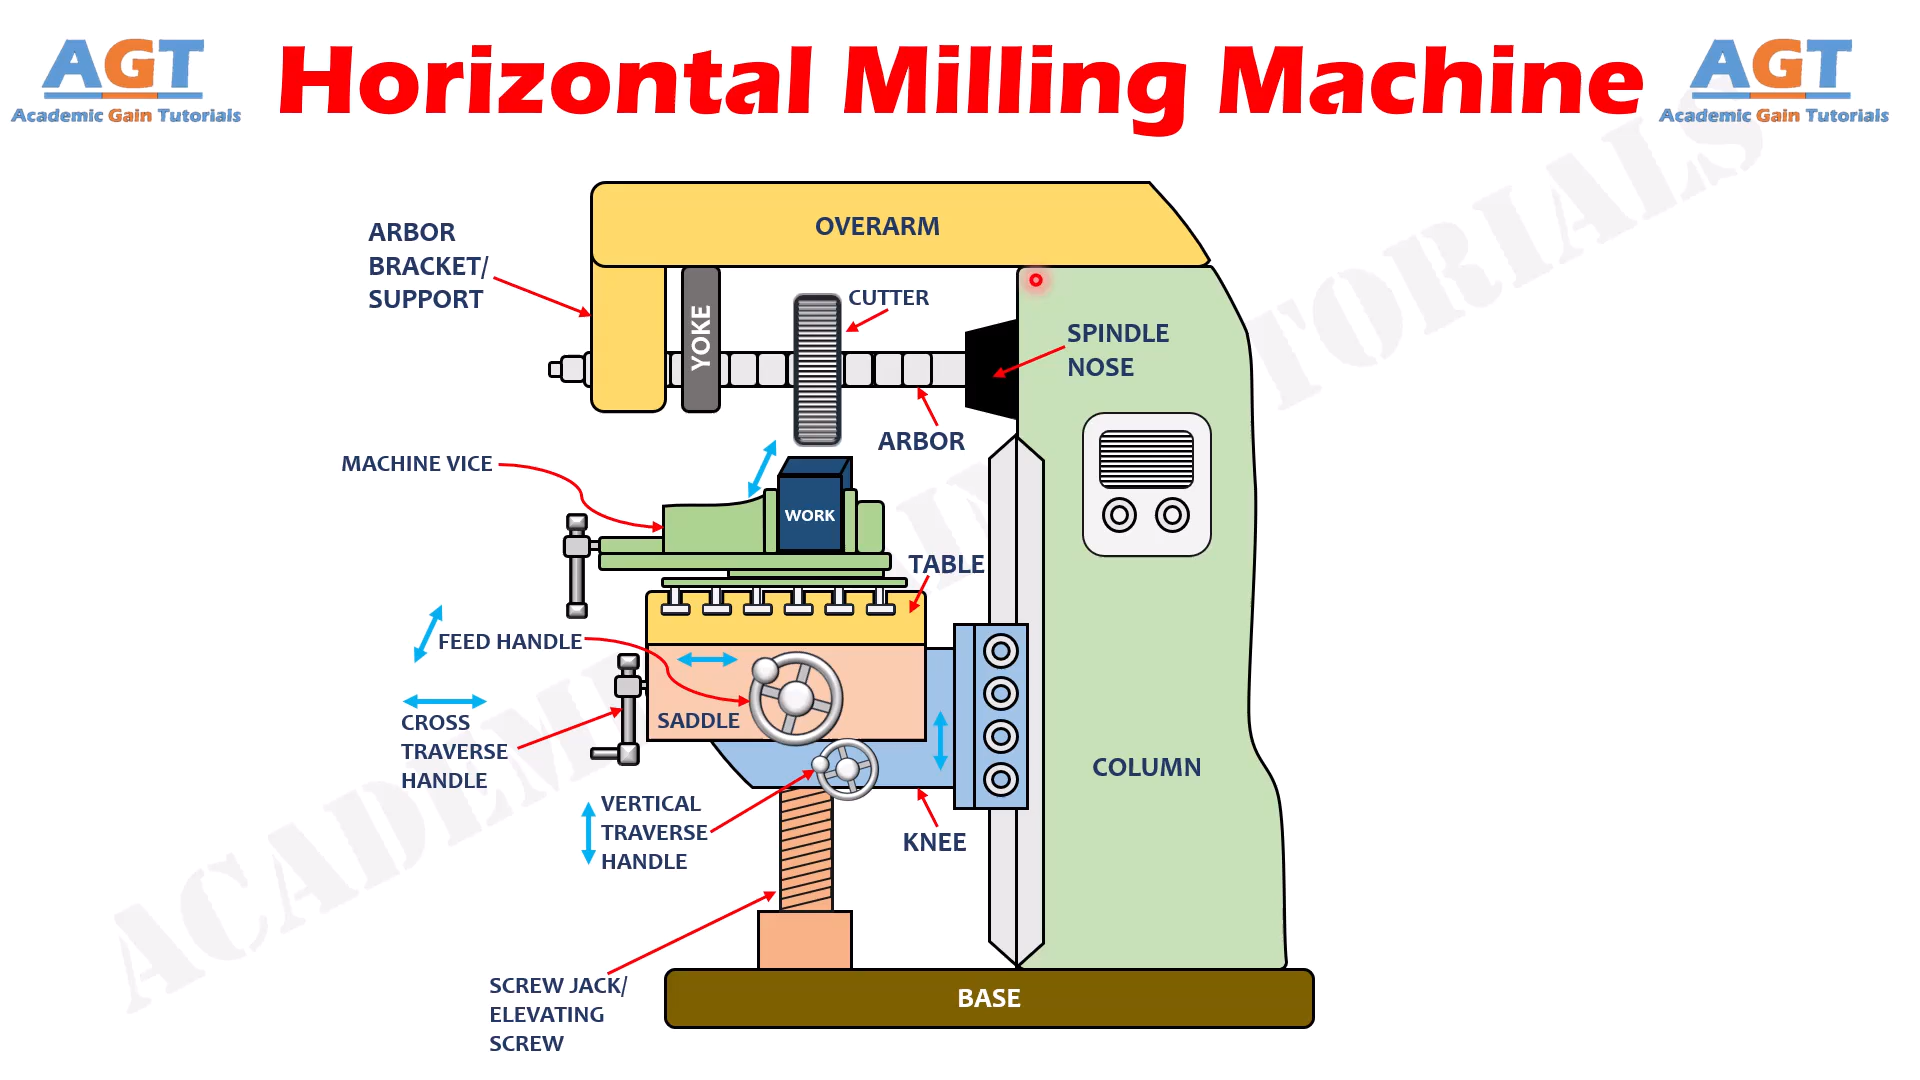 AGT
Academic Gain Tutorials
Horizontal Milling Machine
AGT
Academic Gain Tutorials
OVERARM
ARBOR
BRACKET/
SUPPORT
YOKE
CUTTER
SPINDLE
NOSE
ARBOR
MACHINE VICE
WORK
TABLE
FEED HANDLE
SADDLE
CROSS
TRAVERSE
HANDLE
COLUMN
VERTICAL
TRAVERSE
HANDLE
KNEE
SCREW JACK/
ELEVATING
SCREW
BASE